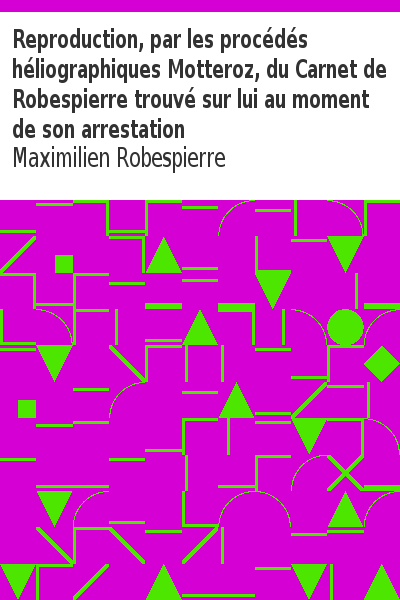 Reproduction, par les procédés
héliographiques Motteroz, du Carnet de
Robespierre trouvé sur lui au moment
de son arrestation
Maximilien Robespierre